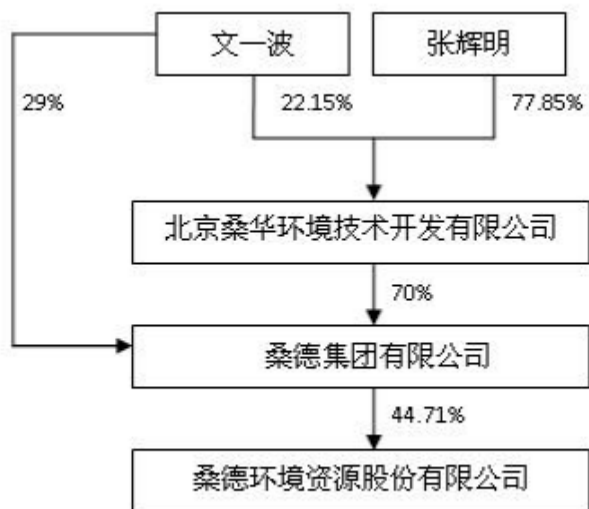 文一波
张辉明
29%
22.15%
77.85%
北京桑华环境技术开发有限公司
70%
桑德集团有限公司
44.71%
桑德环境资源股份有限公司